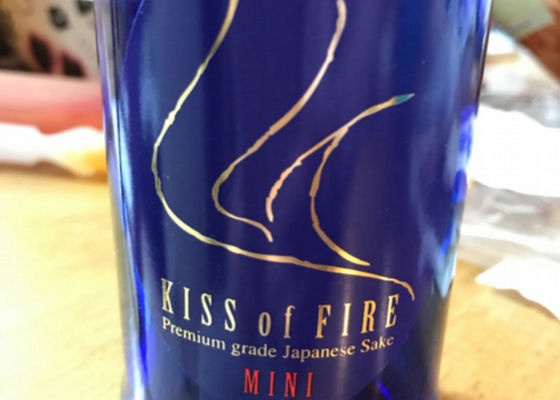 KISS of FIRE
Premium grade Japanese Sake
MINI